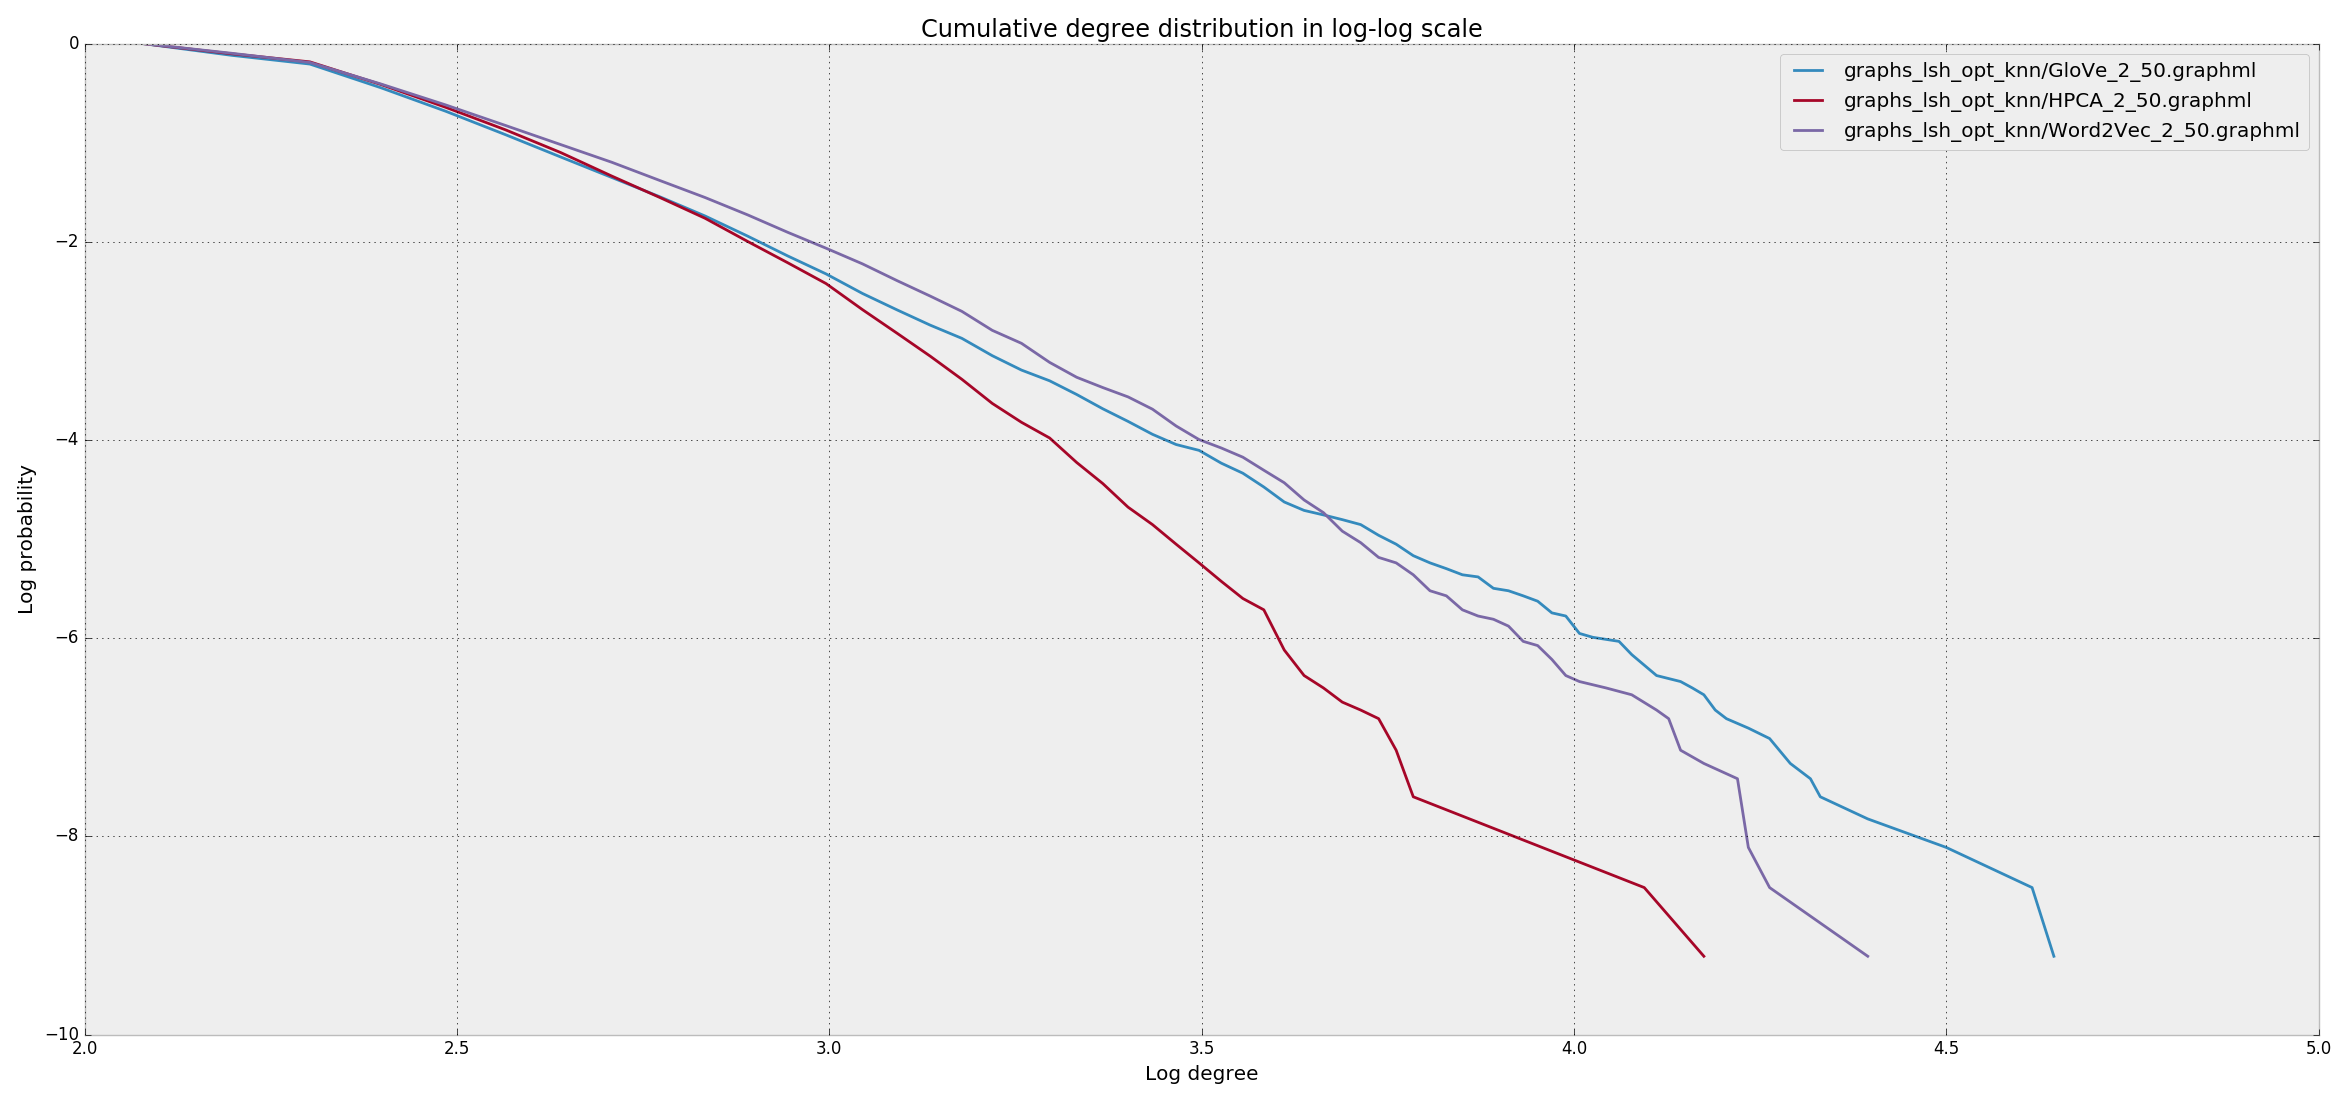 Cumulative degree distribution in log-log scale
graphs_lsh_opt_knn/GloVe_2_50.graphml
graphs_lsh_opt_knn/HPCA_2_50.graphml
graphs_lsh_opt_knn/Word2Vec_2_50.graphml
Log probability
0
−2
−4
−6
−8
−10
2.0 2.5 3.0 3.5 4.0 4.5 5.0
Log degree